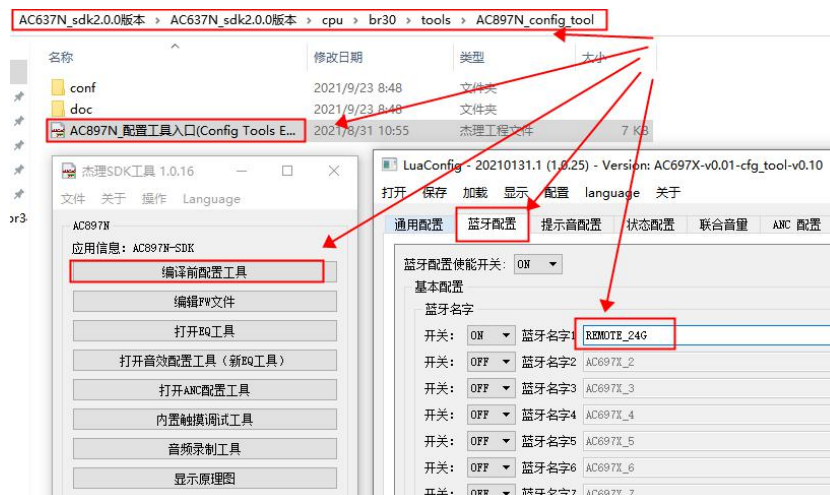 AC637N_sdk2.0.0版本 › AC637N_sdk2.0.0版本 › cpu › br30 › tools › AC897N_config_tool
名称 修改日期 类型 大小
conf 2021/9/23 8:48 文件夹
doc 2021/9/23 8:48 文件夹
AC897N_配置工具入口(Config Tools E... 2021/8/31 10:55 杰理工程文件 7 KB
br3
杰理SDK工具 1.0.16
文件 关于 操作 Language
AC897N
应用信息: AC897N-SDK
编译前配置工具
编辑FW文件
打开EQ工具
打开音效配置工具（新EQ工具）
打开ANC配置工具
内置触摸调试工具
音频录制工具
显示原理图
LuaConfig - 20210131.1 (1.0.25) - Version: AC697X-v0.01-cfg_tool-v0.10
打开 保存 加载 显示 配置 language 关于
通用配置 蓝牙配置 提示音配置 状态配置 联合音量 ANC 配置
蓝牙配置使能开关: ON
基本配置
蓝牙名字
开关: ON 蓝牙名字1 REMOTE_24G
开关: OFF 蓝牙名字2 AC697X_2
开关: OFF 蓝牙名字3 AC697X_3
开关: OFF 蓝牙名字4 AC697X_4
开关: OFF 蓝牙名字5 AC697X_5
开关: OFF 蓝牙名字6 AC697X_6
开关: OFF 蓝牙名字7 AC697X_7